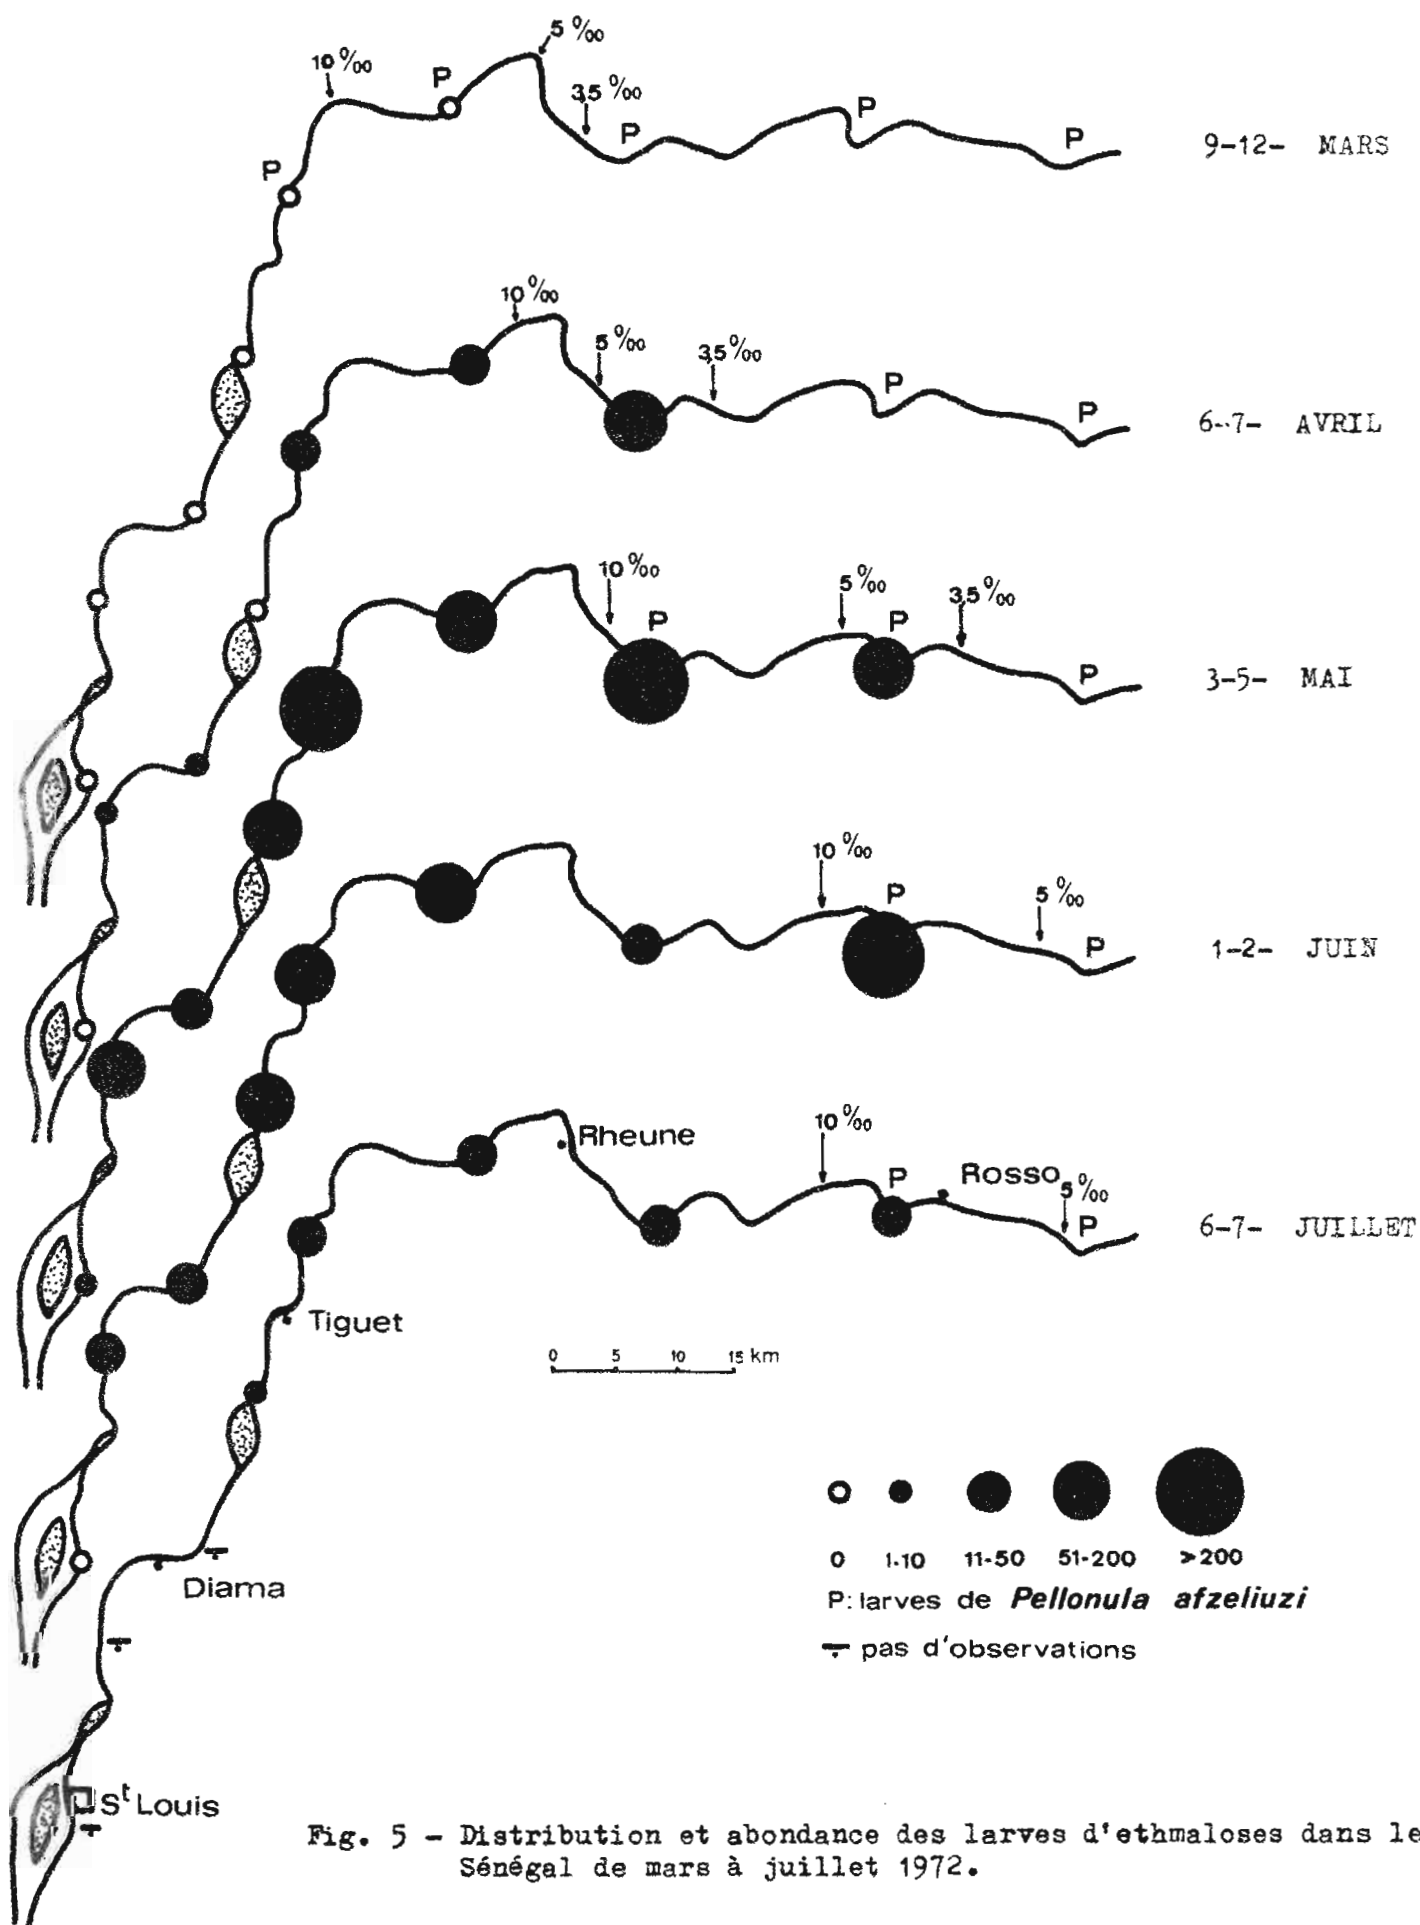 5 ‰
10 ‰
P
35 ‰
P
P
P
P
9-12- MARS
10 ‰
5 ‰
35 ‰
P
P
6-7- AVRIL
10 ‰
5 ‰
35 ‰
P
P
P
3-5- MAI
10 ‰
5 ‰
P
P
1-2- JUIN
10 ‰
Rheune
P
Rosso
5 ‰
P
6-7- JUILLET
Tiguet
0 5 10 15 km
Diama
0 1-10 11-50 51-200 >200
P: larves de Pellonula afzeliuzi
pas d'observations
St Louis
Fig. 5 - Distribution et abondance des larves d'ethmaloses dans le
Sénégal de mars à juillet 1972.